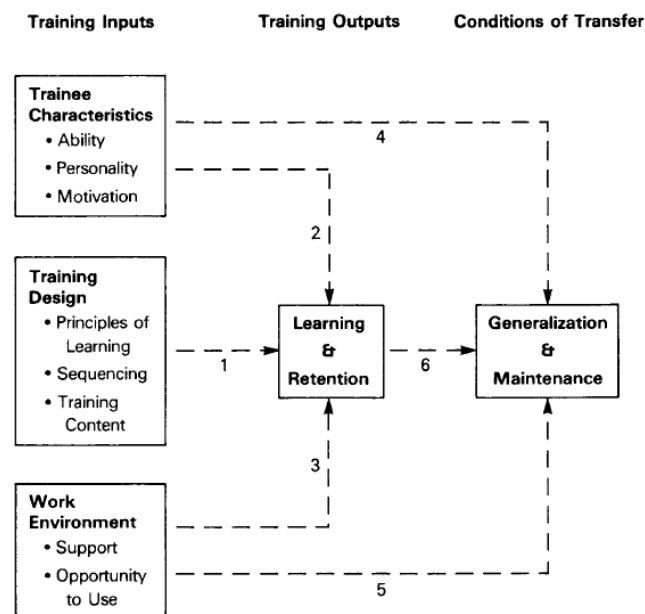 Training Inputs
Training Outputs
Conditions of Transfer
Trainee
Characteristics
• Ability
• Personality
• Motivation
4
2
Training
Design
• Principles of
Learning
• Sequencing
• Training
Content
1
Learning
&
Retention
6
Generalization
&
Maintenance
3
Work
Environment
• Support
• Opportunity
to Use
5